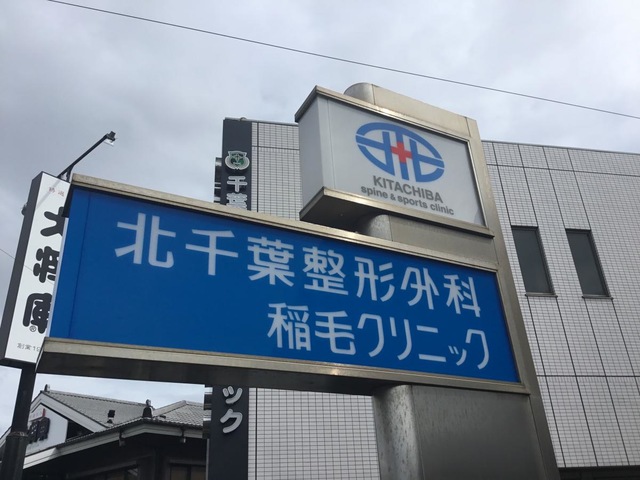 KITACHIBA
spine & sports clinic
北千葉整形外科
稲毛クリニック
千葉
ック